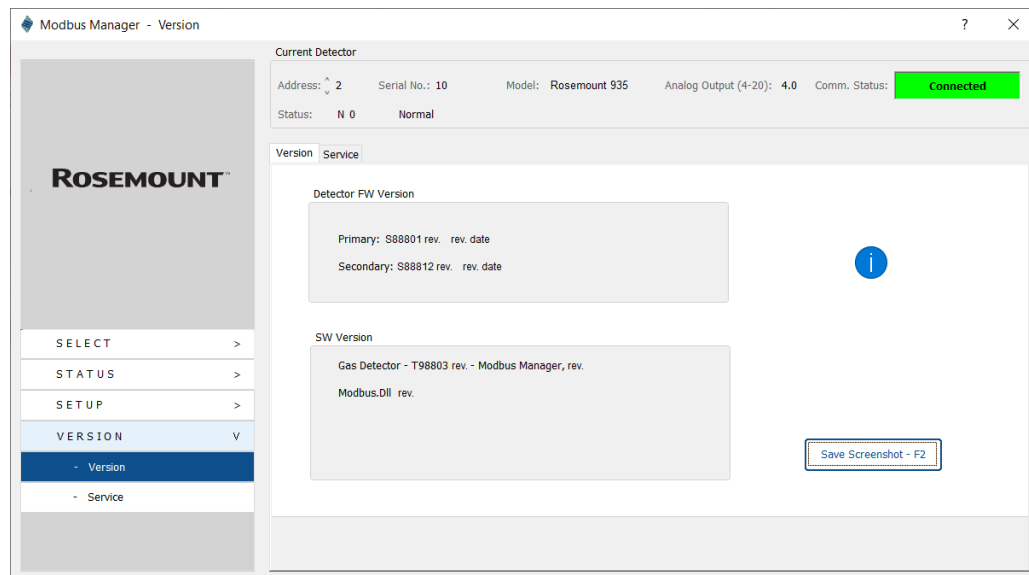 Modbus Manager - Version ? ✕
Current Detector
Address: 2 Serial No.: 10 Model: Rosemount 935 Analog Output (4-20): 4.0 Comm. Status: Connected
Status: N 0 Normal
ROSEMOUNT™
Version Service
Detector FW Version
Primary: S88801 rev. rev. date
Secondary: S88812 rev. rev. date
i
SW Version
Gas Detector - T98803 rev. - Modbus Manager, rev.
Modbus.Dll rev.
Save Screenshot - F2
SELECT >
STATUS >
SETUP >
VERSION V
- Version
- Service